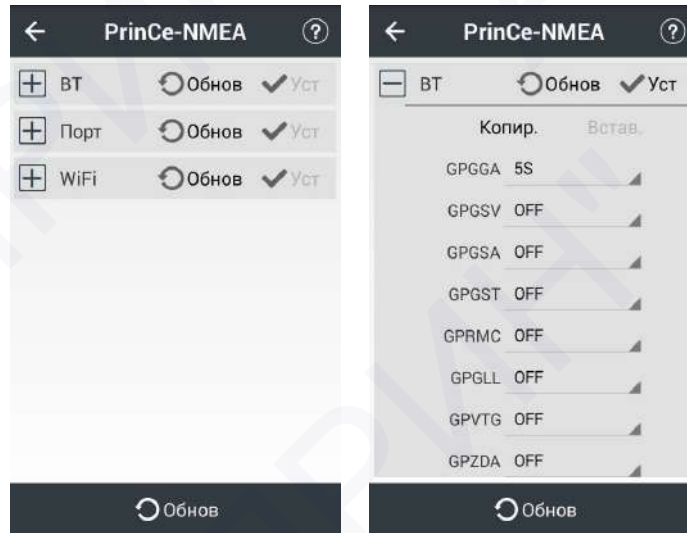 PrinCe-NMEA ?
BT Обнов Уст
Порт Обнов Уст
WiFi Обнов Уст
Обнов
PrinCe-NMEA ?
BT Обнов Уст
Копир. Встав.
GPGGA 5S
GPGSV OFF
GPGSA OFF
GPGST OFF
GPRMC OFF
GPGLL OFF
GPVTG OFF
GPZDA OFF
Обнов